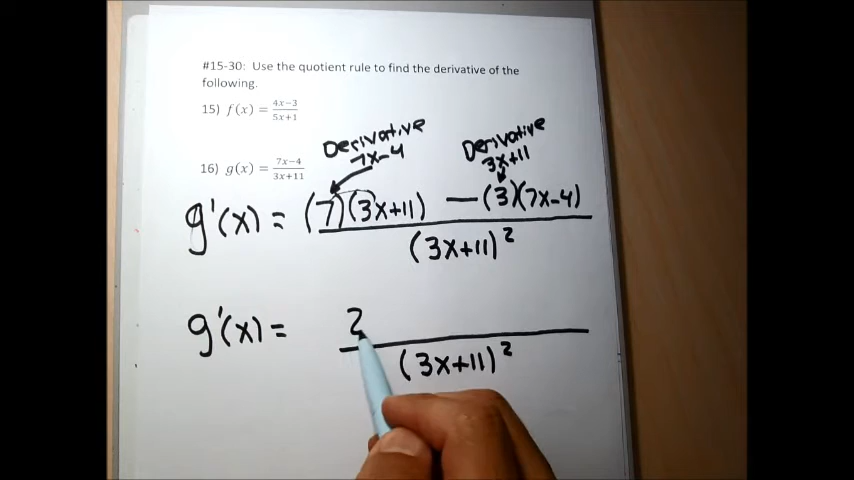 #15-30: Use the quotient rule to find the derivative of the
following.
15) f(x) = 4x−3 / 5x+1
Derivative
7x-4
Derivative
3x+11
16) g(x) = 7x−4 / 3x+11
g'(x) = (7)(3x+11) — (3)(7x-4)
(3x+11)²
g'(x) = 2
(3x+11)²